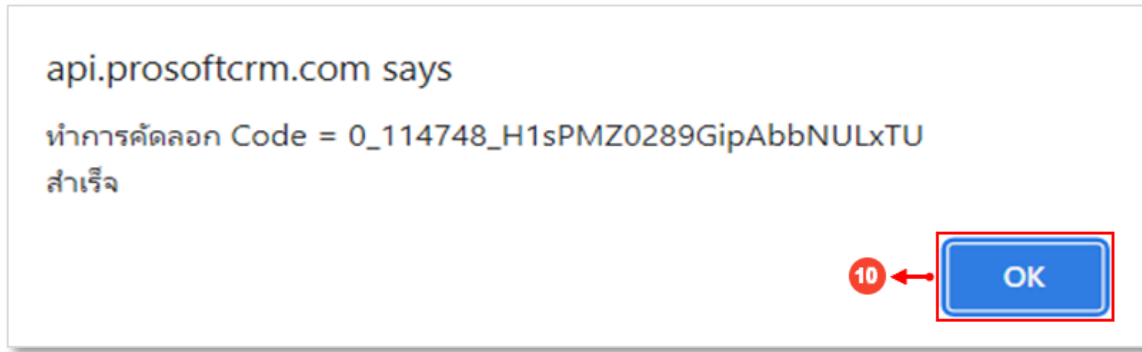 api.prosoftcrm.com says
ทำการคัดลอก Code = 0_114748_H1sPMZ0289GipAbbNULxTU
สำเร็จ
10
OK